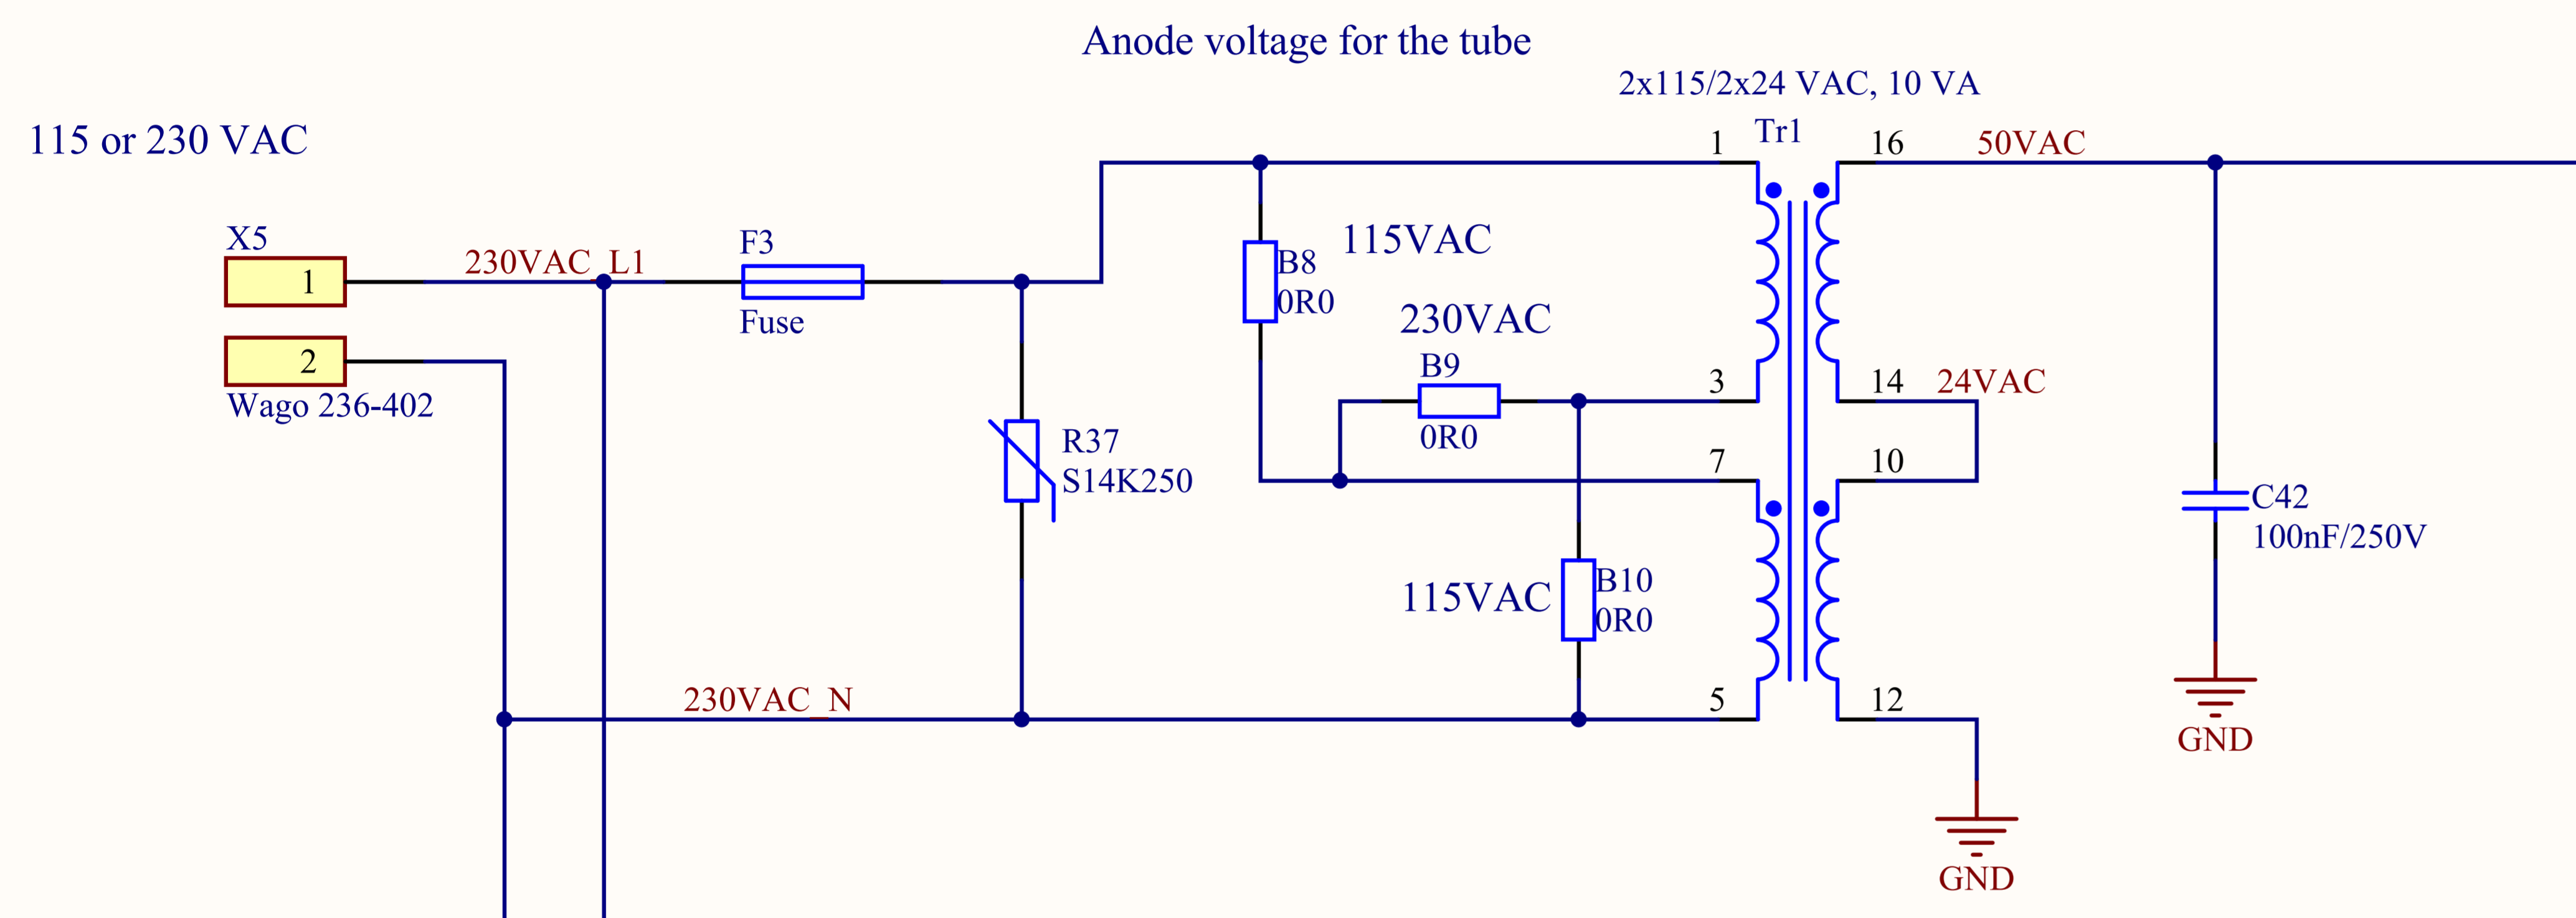 Anode voltage for the tube
2x115/2x24 VAC, 10 VA
115 or 230 VAC
Tr1
1
16
50VAC
X5
1
230VAC_L1
F3
Fuse
2
Wago 236-402
115VAC
B8
0R0
230VAC
B9
0R0
3
14
24VAC
7
10
R37
S14K250
C42
100nF/250V
115VAC
B10
0R0
230VAC_N
5
12
GND
GND